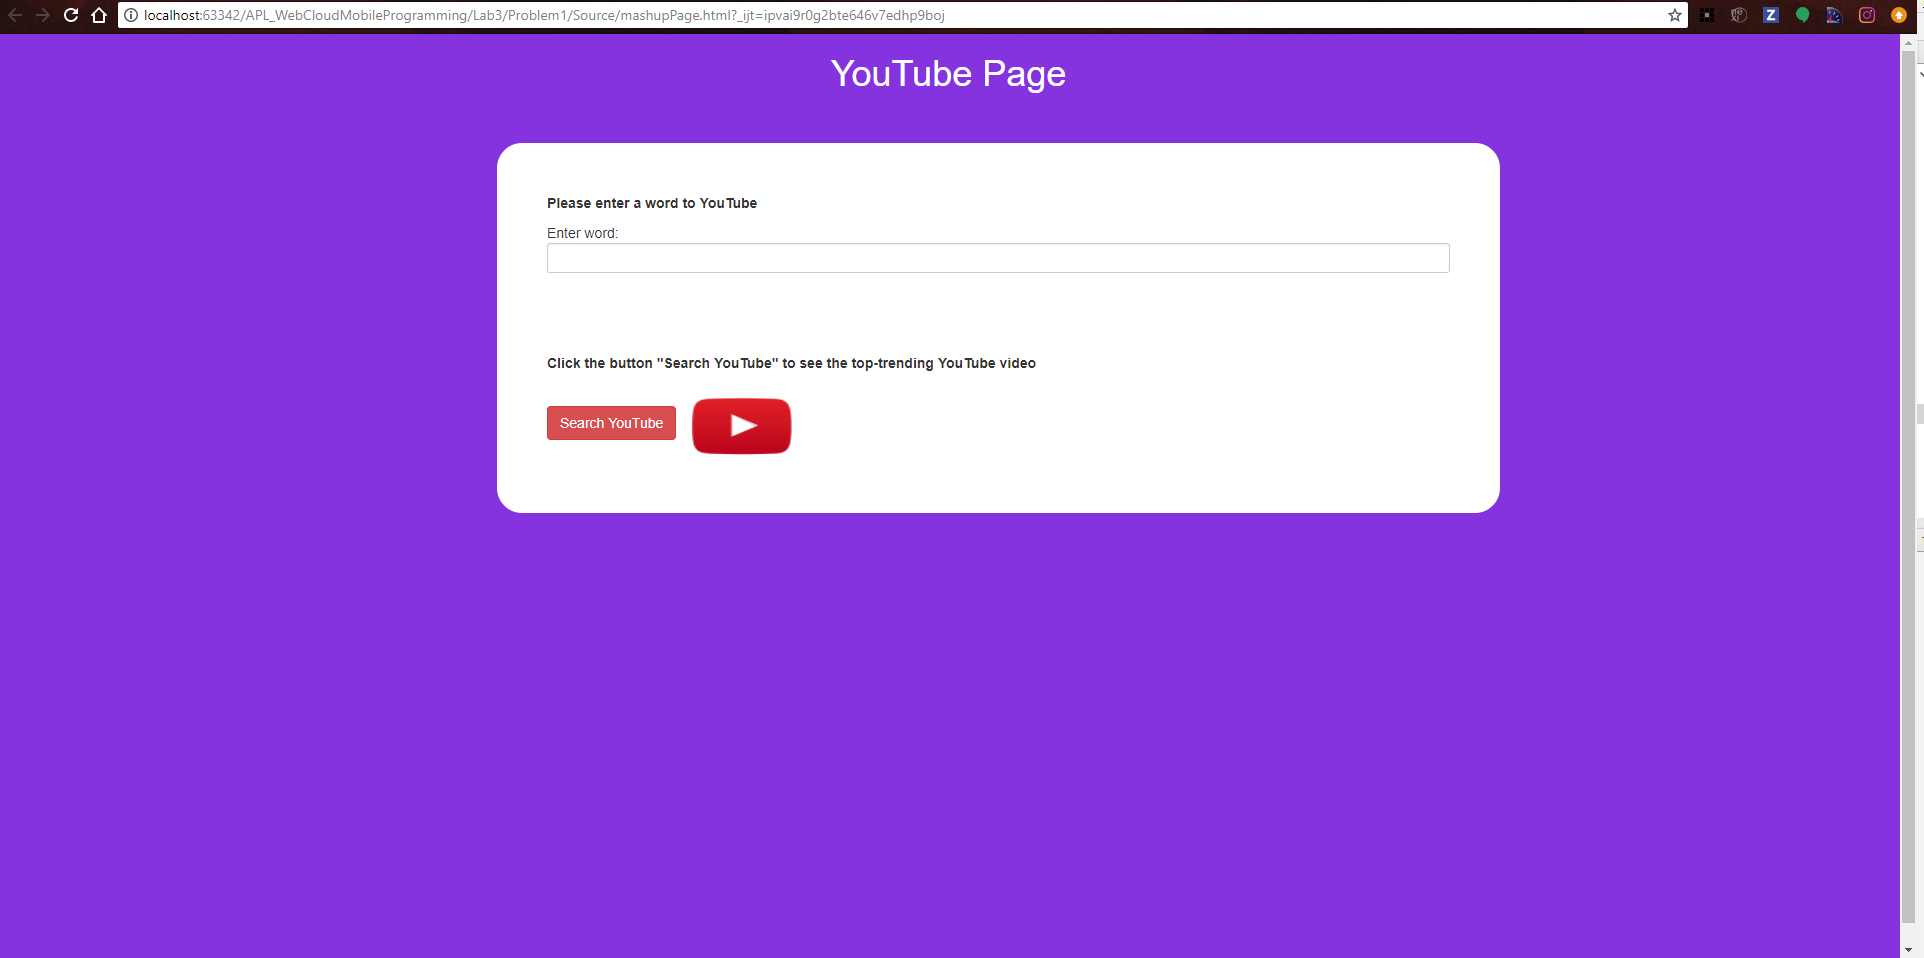 localhost:63342/APL_WebCloudMobileProgramming/Lab3/Problem1/Source/mashupPage.html?_ijt=ipvai9r0g2bte646v7edhp9boj
YouTube Page
Please enter a word to YouTube
Enter word:
Click the button "Search YouTube" to see the top-trending YouTube video
Search YouTube